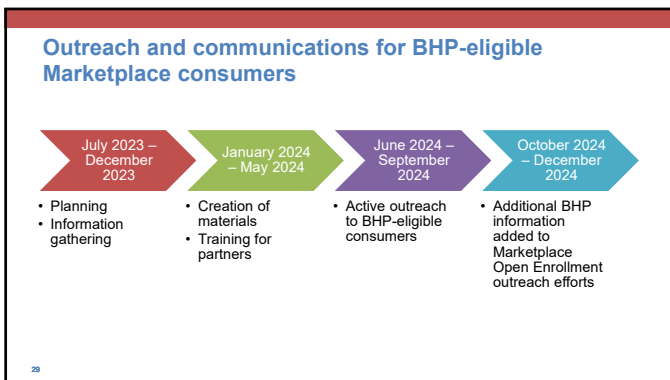 Outreach and communications for BHP-eligible
Marketplace consumers
July 2023 –
December
2023
• Planning
• Information
gathering
January 2024
– May 2024
• Creation of
materials
• Training for
partners
June 2024 –
September
2024
• Active outreach
to BHP-eligible
consumers
October 2024
– December
2024
• Additional BHP
information
added to
Marketplace
Open Enrollment
outreach efforts
29